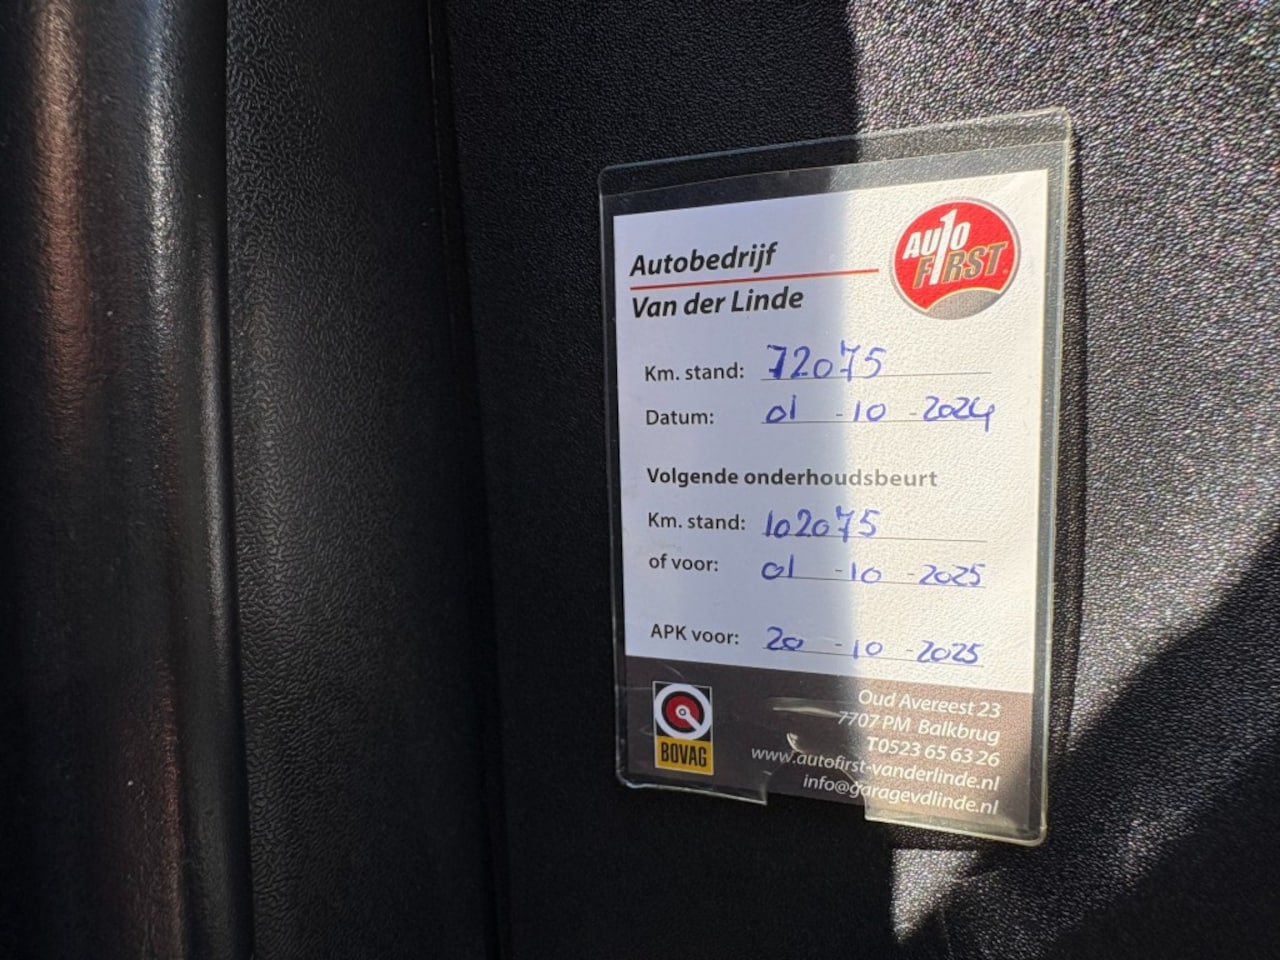 AU1O
FIRST
Autobedrijf
Van der Linde
Km. stand: 72075
Datum: 01 - 10 - 2024
Volgende onderhoudsbeurt
Km. stand: 102075
of voor: 01 - 10 - 2025
APK voor: 20 - 10 - 2025
BOVAG
Oud Avereest 23
7707 PM Balkbrug
T 0523 65 63 26
www.autofirst-vanderlinde.nl
info@garagevdlinde.nl